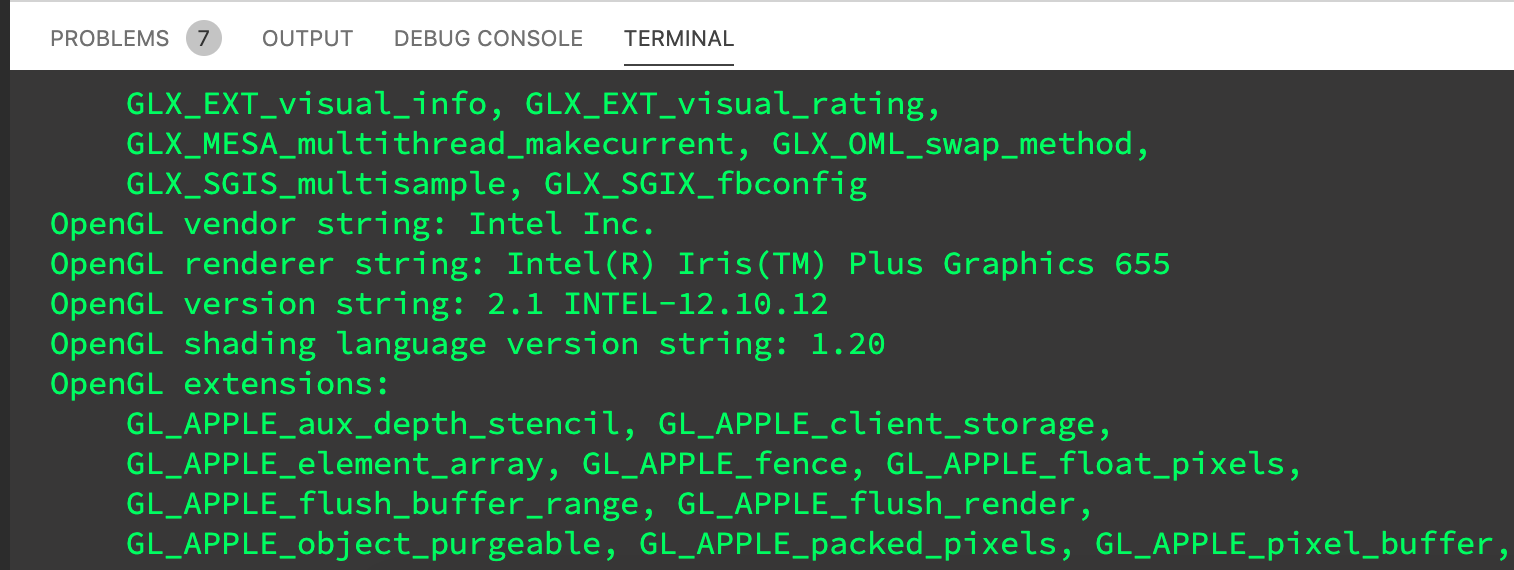 PROBLEMS 7 OUTPUT DEBUG CONSOLE TERMINAL
GLX_EXT_visual_info, GLX_EXT_visual_rating,
GLX_MESA_multithread_makecurrent, GLX_OML_swap_method,
GLX_SGIS_multisample, GLX_SGIX_fbconfig
OpenGL vendor string: Intel Inc.
OpenGL renderer string: Intel(R) Iris(TM) Plus Graphics 655
OpenGL version string: 2.1 INTEL-12.10.12
OpenGL shading language version string: 1.20
OpenGL extensions:
GL_APPLE_aux_depth_stencil, GL_APPLE_client_storage,
GL_APPLE_element_array, GL_APPLE_fence, GL_APPLE_float_pixels,
GL_APPLE_flush_buffer_range, GL_APPLE_flush_render,
GL_APPLE_object_purgeable, GL_APPLE_packed_pixels, GL_APPLE_pixel_buffer,